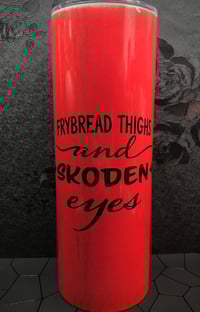 FRYBREAD THIGHS
and
SKODEN
eyes